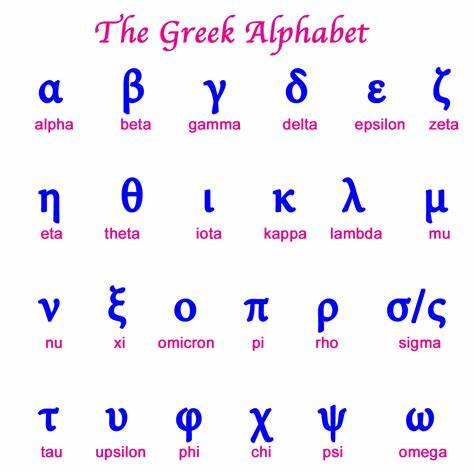 The Greek Alphabet
α β γ δ ε ζ
alpha beta gamma delta epsilon zeta
η θ ι κ λ μ
eta theta iota kappa lambda mu
ν ξ ο π ρ σ/ς
nu xi omicron pi rho sigma
τ υ φ χ ψ ω
tau upsilon phi chi psi omega